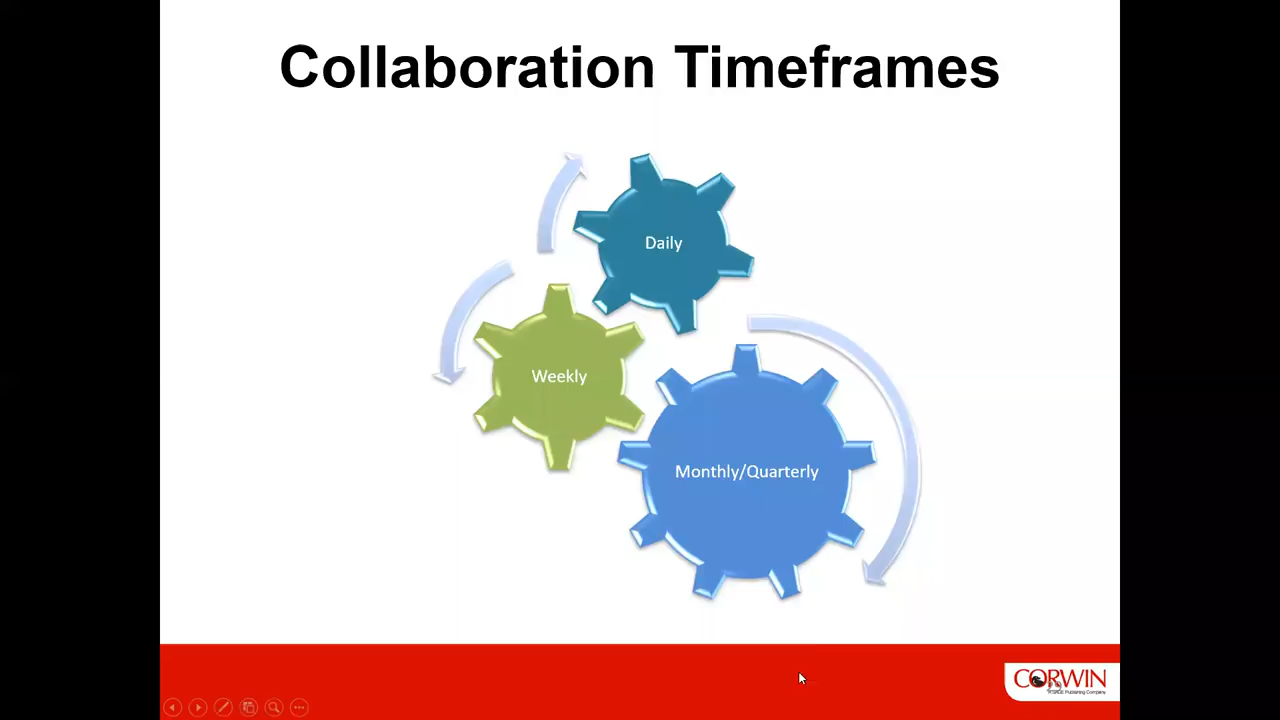 Collaboration Timeframes
Daily
Weekly
Monthly/Quarterly
CORWIN